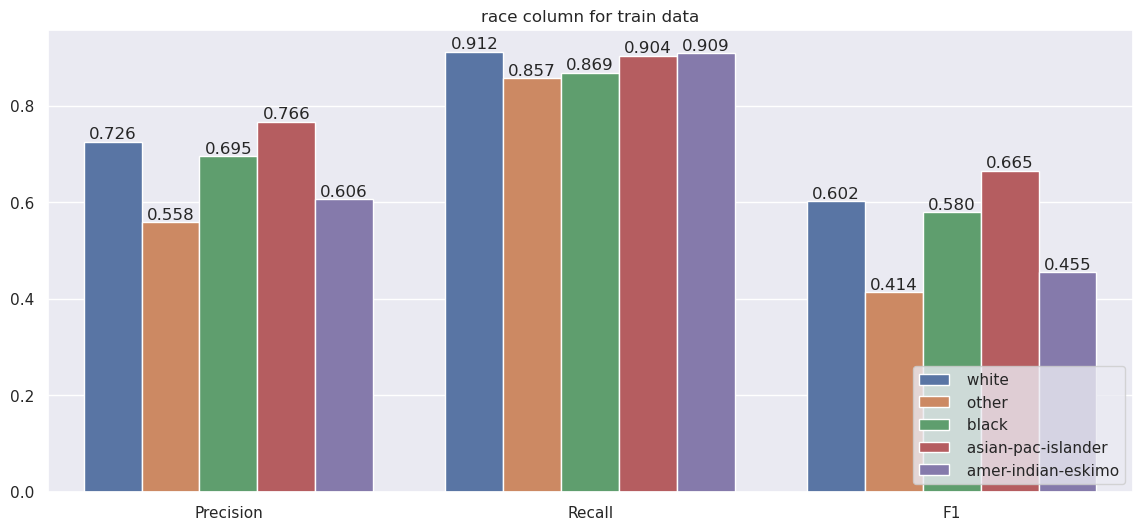 race column for train data
0.8
0.6
0.4
0.2
0.0
0.726
0.558
0.695
0.766
0.606
0.912
0.857
0.869
0.904
0.909
0.602
0.414
0.580
0.665
0.455
white
other
black
asian-pac-islander
amer-indian-eskimo
Precision
Recall
F1